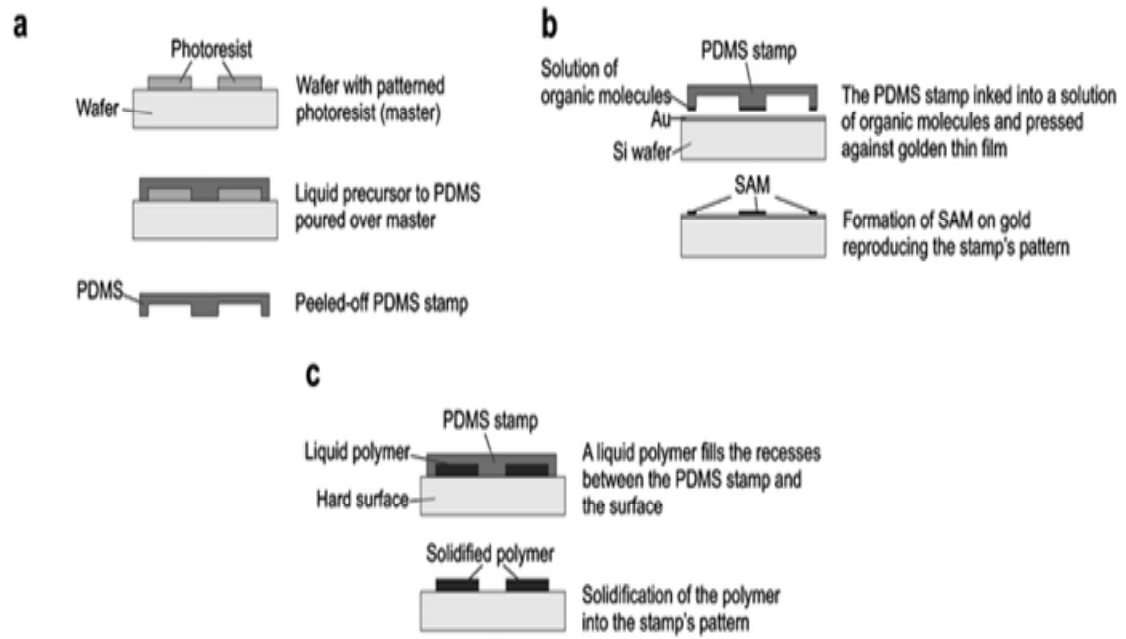 a
Photoresist
Wafer
Wafer with patterned
photoresist (master)
Liquid precursor to PDMS
poured over master
PDMS
Peeled-off PDMS stamp
b
PDMS stamp
Solution of
organic molecules
Au
Si wafer
The PDMS stamp inked into a solution
of organic molecules and pressed
against golden thin film
SAM
Formation of SAM on gold
reproducing the stamp's pattern
c
PDMS stamp
Liquid polymer
Hard surface
A liquid polymer fills the recesses
between the PDMS stamp and
the surface
Solidified polymer
Solidification of the polymer
into the stamp's pattern